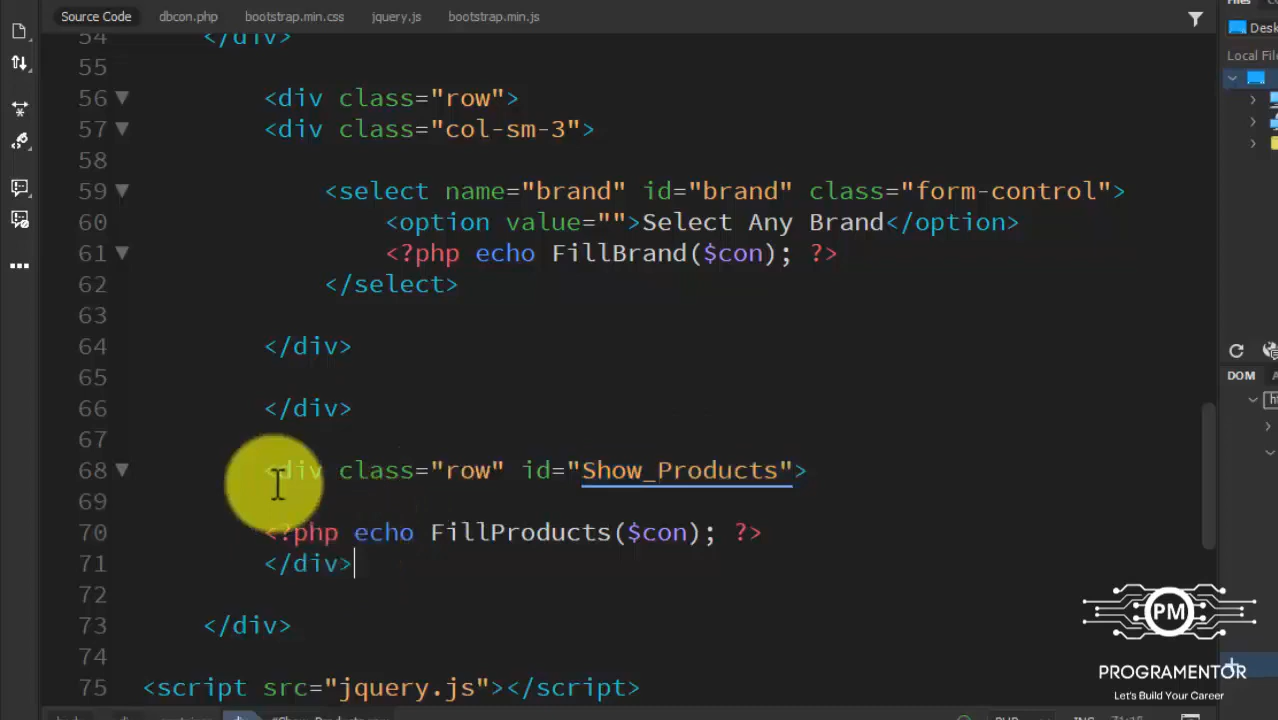 Source Code dbcon.php bootstrap.min.css jquery.js bootstrap.min.js
Files
Desk
Local File
54 </div>
55
56 <div class="row">
57 <div class="col-sm-3">
58
59 <select name="brand" id="brand" class="form-control">
60 <option value="">Select Any Brand</option>
61 <?php echo FillBrand($con); ?>
62 </select>
63
64 </div>
65
66 </div>
67
68 <div class="row" id="Show_Products">
69
70 <?php echo FillProducts($con); ?>
71 </div>
72
73 </div>
74
75 <script src="jquery.js"></script>
DOM
PM
PROGRAMENTOR
Let's Build Your Career